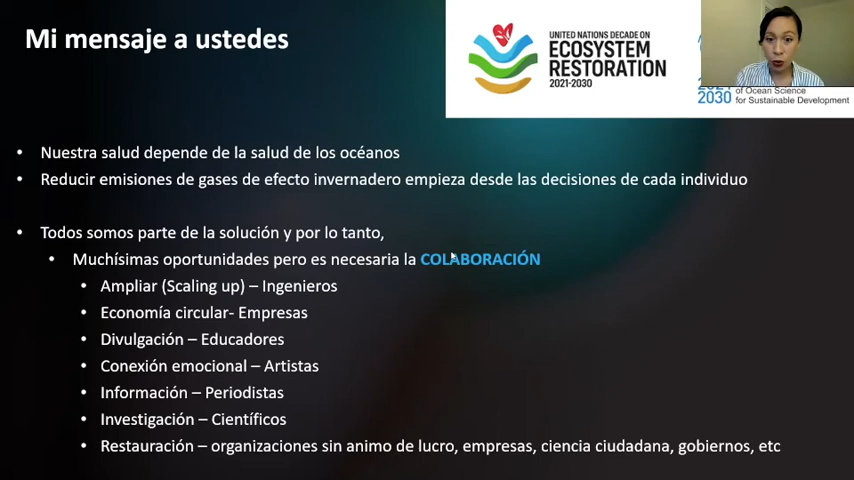 Mi mensaje a ustedes
UNITED NATIONS DECADE ON
ECOSYSTEM
RESTORATION
2021-2030
2030
of Ocean Science
for Sustainable Development
• Nuestra salud depende de la salud de los océanos
• Reducir emisiones de gases de efecto invernadero empieza desde las decisiones de cada individuo
• Todos somos parte de la solución y por lo tanto,
• Muchísimas oportunidades pero es necesaria la COLABORACIÓN
• Ampliar (Scaling up) – Ingenieros
• Economía circular- Empresas
• Divulgación – Educadores
• Conexión emocional – Artistas
• Información – Periodistas
• Investigación – Científicos
• Restauración – organizaciones sin animo de lucro, empresas, ciencia ciudadana, gobiernos, etc